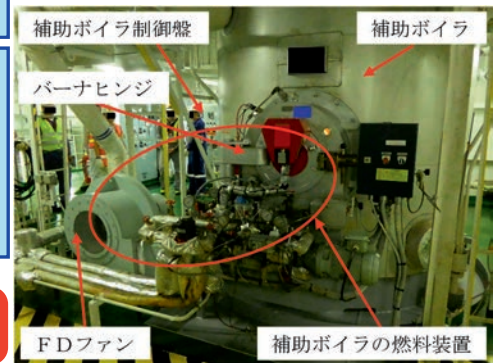 補助ボイラ制御盤
補助ボイラ
バーナヒンジ
FDファン
補助ボイラの燃料装置